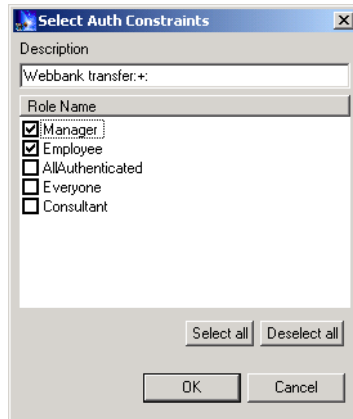 Select Auth Constraints
Description
Webbank transfer:+:
Role Name
Manager
Employee
AllAuthenticated
Everyone
Consultant
Select all Deselect all
OK Cancel